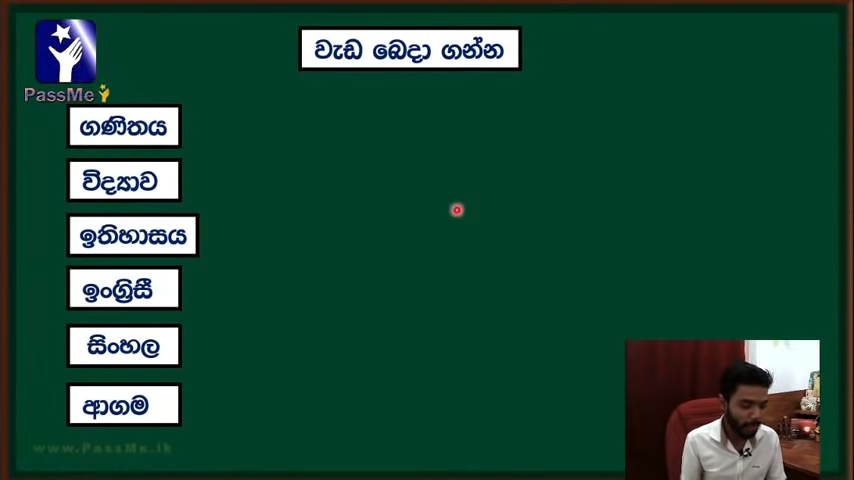 වැඩ බෙදා ගන්න
PassMe
ගණිතය
විද්‍යාව
ඉතිහාසය
ඉංග්‍රිසී
සිංහල
ආගම
www.PassMe.lk